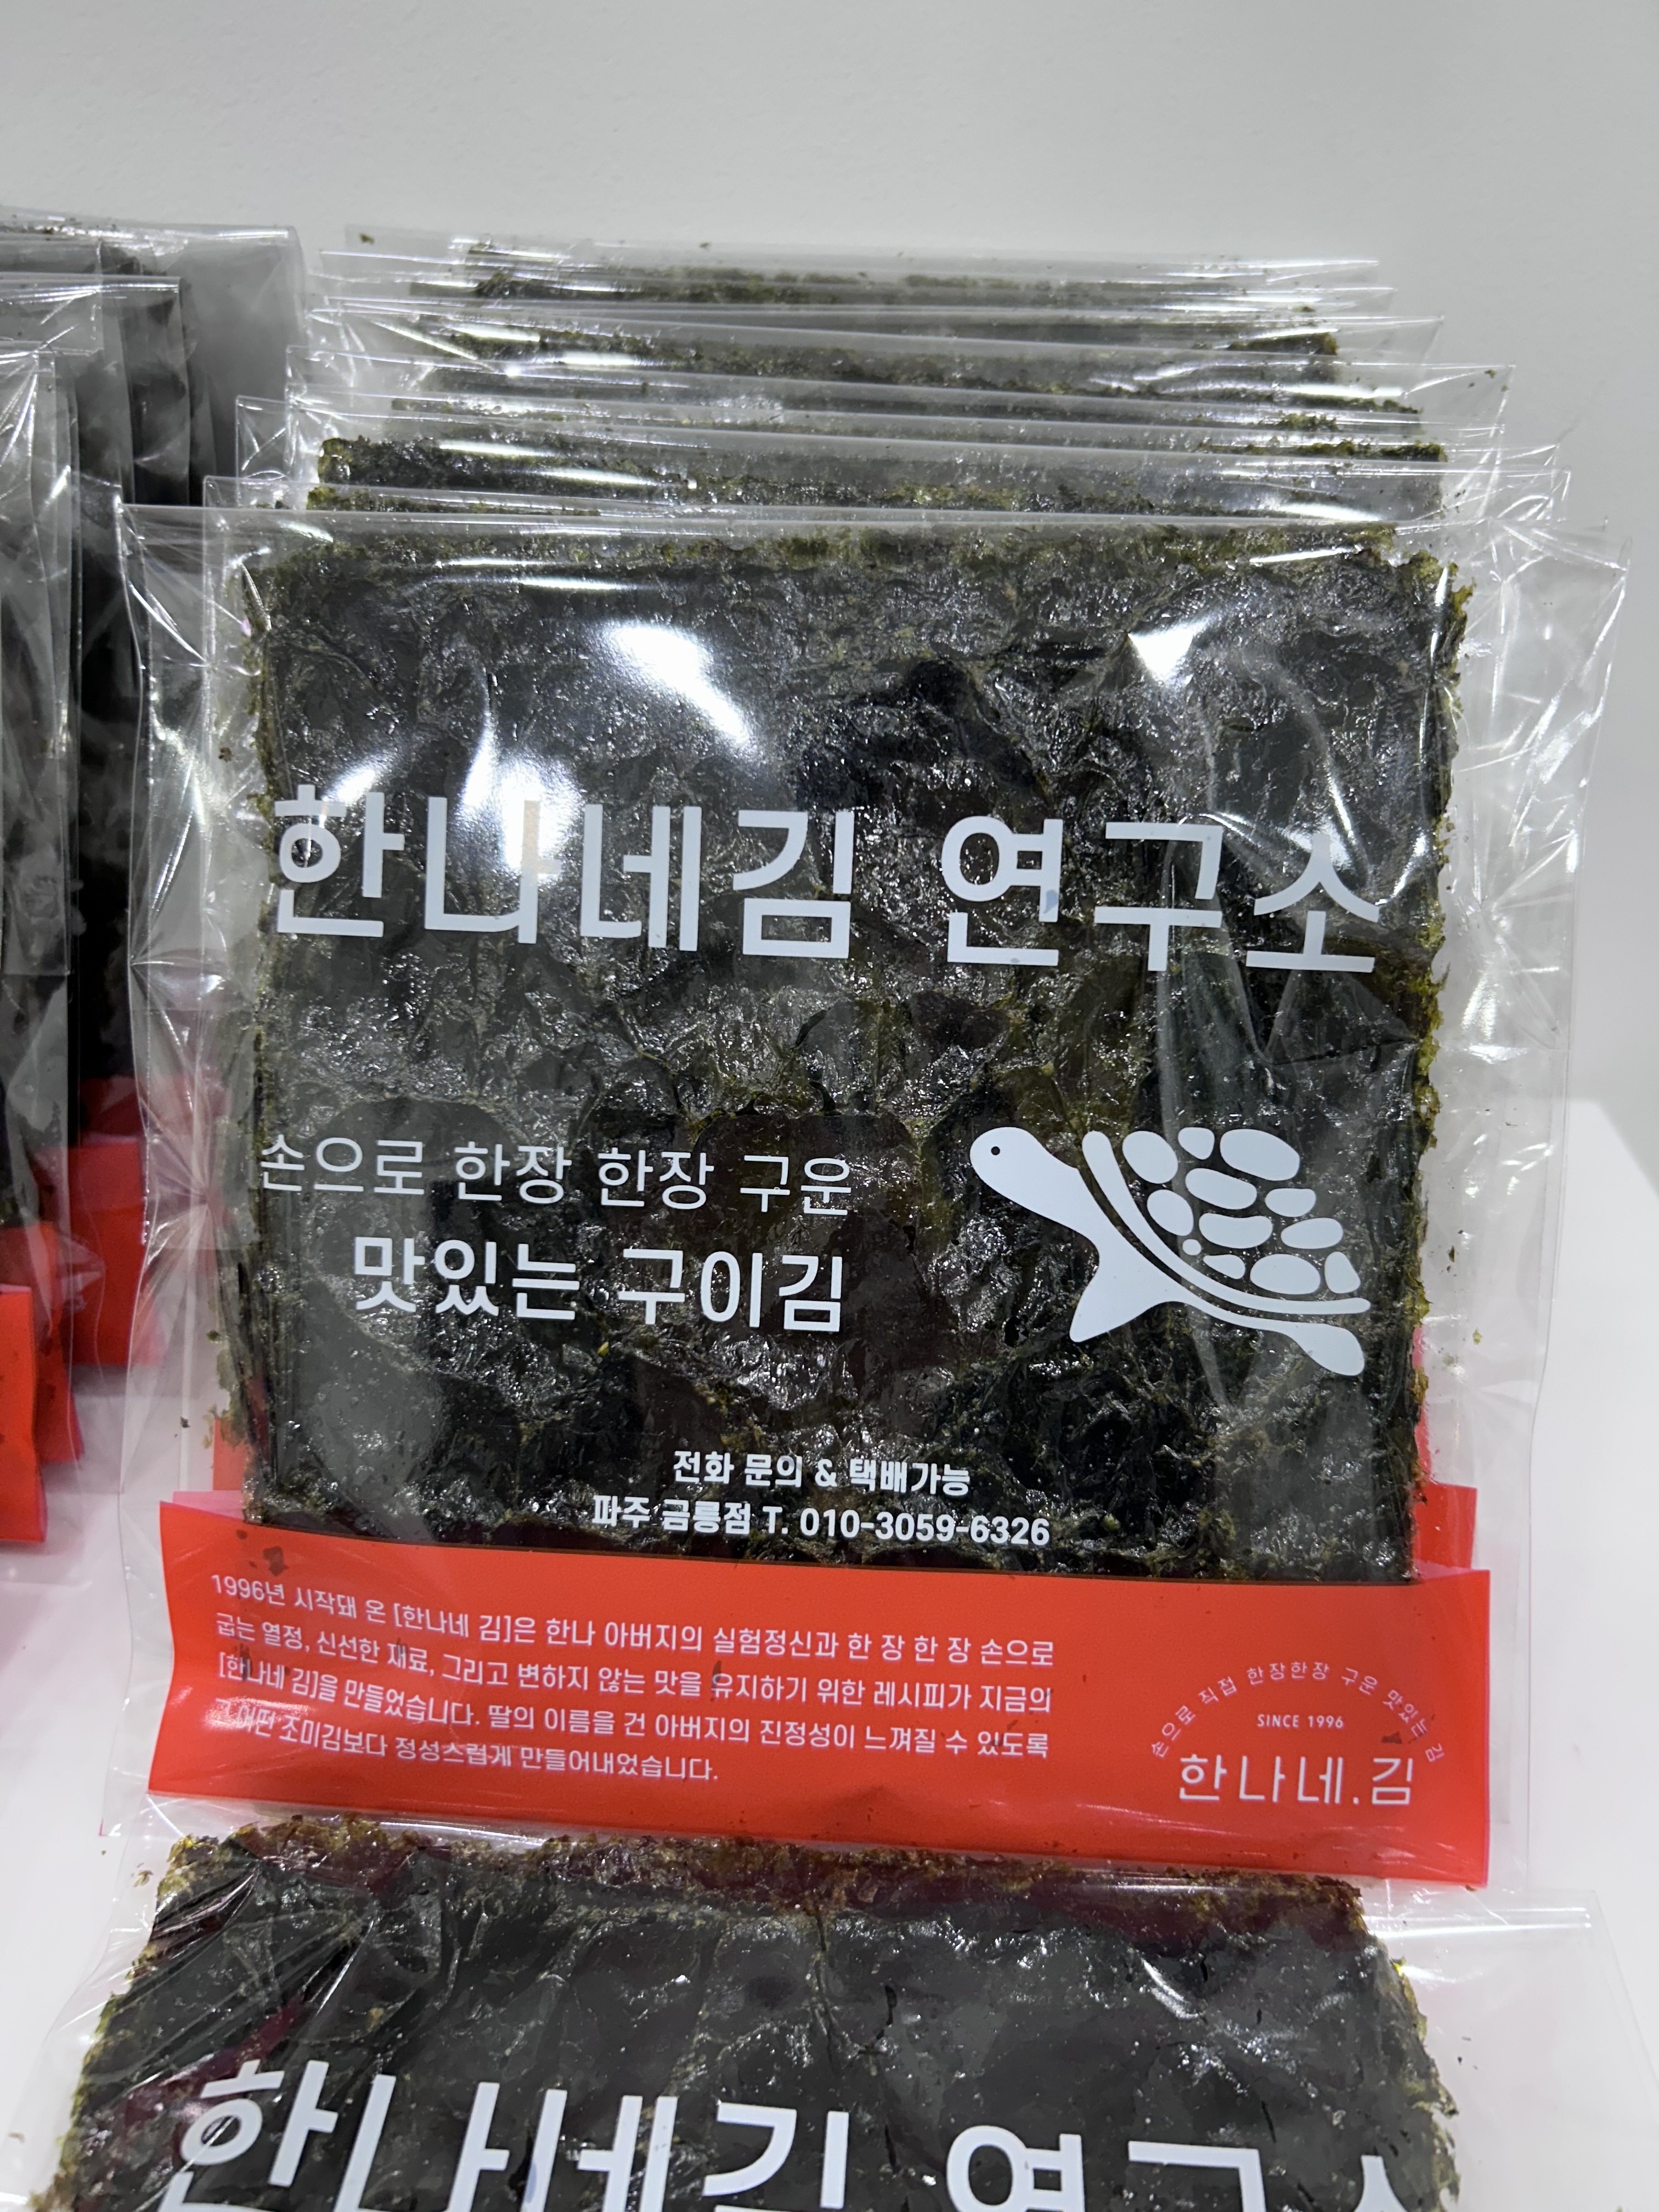 한나네김 연구소
손으로 한장 한장 구운
맛있는 구이김
전화 문의 & 택배가능
파주 금릉점 T. 010-3059-6326
1996년 시작돼 온 [한나네 김]은 한나 아버지의 실험정신과 한 장 한 장 손으로
굽는 열정, 신선한 재료, 그리고 변하지 않는 맛을 유지하기 위한 레시피가 지금의
[한나네 김]을 만들었습니다. 딸의 이름을 건 아버지의 진정성이 느껴질 수 있도록
어떤 조미김보다 정성스럽게 만들어내었습니다.
손으로 직접 한장한장 구운 맛있는 김
SINCE 1996
한나네.김
한나네김 연구소